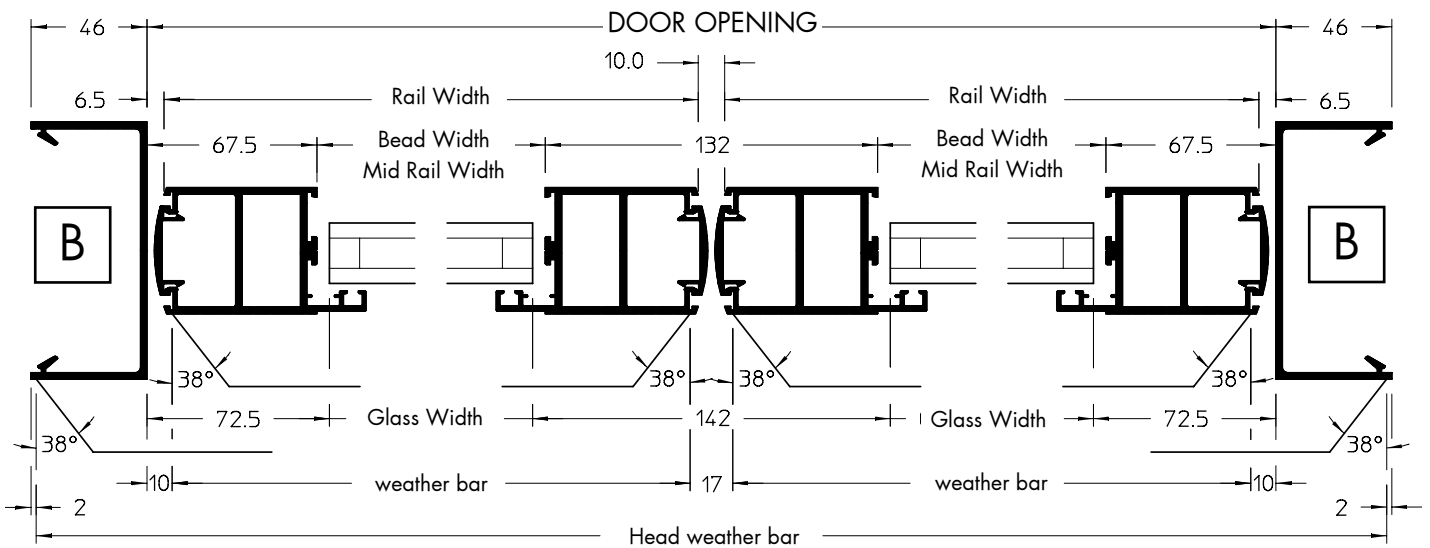 46 DOOR OPENING 46
10.0
6.5 Rail Width Rail Width 6.5
67.5 Bead Width 132 Bead Width 67.5
Mid Rail Width Mid Rail Width
B B
38° 38° 38° 38°
72.5 Glass Width 142 Glass Width 72.5
38° 38°
10 weather bar 17 weather bar 10
2 2
Head weather bar